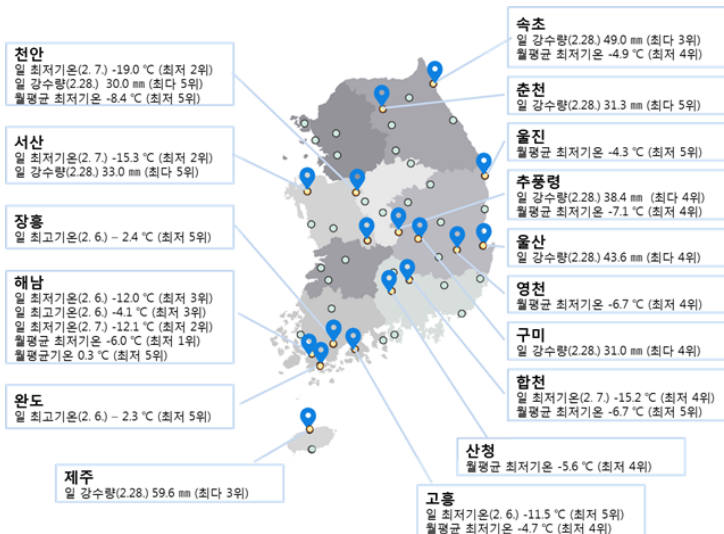 천안
일 최저기온(2. 7.) -19.0 ℃ (최저 2위)
일 강수량(2.28.) 30.0 ㎜ (최다 5위)
월평균 최저기온 -8.4 ℃ (최저 5위)
서산
일 최저기온(2.7.) -15.3 ℃ (최저 2위)
일 강수량(2.28) 33.0 ㎜ (최다 5위)
장흥
일 최고기온(2. 6.) – 2.4 ℃ (최저 5위)
해남
일 최저기온(2. 6.) -12.0 ℃ (최저 3위)
일 최고기온(2. 6.) -4.1 ℃ (최저 3위)
일 최저기온(2. 7.) -12.1 ℃ (최저 2위)
월평균 최저기온 -6.0 ℃ (최저 1위)
월평균기온 0.3 ℃ (최저 5위)
완도
일 최고기온(2. 6.) – 2.3 ℃ (최저 5위)
제주
일 강수량(2.28.) 59.6 ㎜ (최다 3위)
속초
일 강수량(2.28.) 49.0 ㎜ (최다 3위)
월평균 최저기온 -4.9 ℃ (최저 4위)
춘천
일 강수량(2.28.) 31.3 ㎜ (최다 5위)
울진
월평균 최저기온 -4.3 ℃ (최저 5위)
추풍령
일 강수량(2.28.) 38.4 ㎜ (최다 4위)
월평균 최저기온 -7.1 ℃ (최저 4위)
울산
일 강수량(2.28.) 43.6 ㎜ (최다 4위)
영천
월평균 최저기온 -6.7 ℃ (최저 4위)
구미
일 강수량(2.28.) 31.0 ㎜ (최다 4위)
합천
일 최저기온(2. 7.) -15.2 ℃ (최저 4위)
월평균 최저기온 -6.7 ℃ (최저 5위)
산청
월평균 최저기온 -5.6 ℃ (최저 4위)
고흥
일 최저기온(2. 6.) -11.5 ℃ (최저 5위)
월평균 최저기온 -4.7 ℃ (최저 4위)